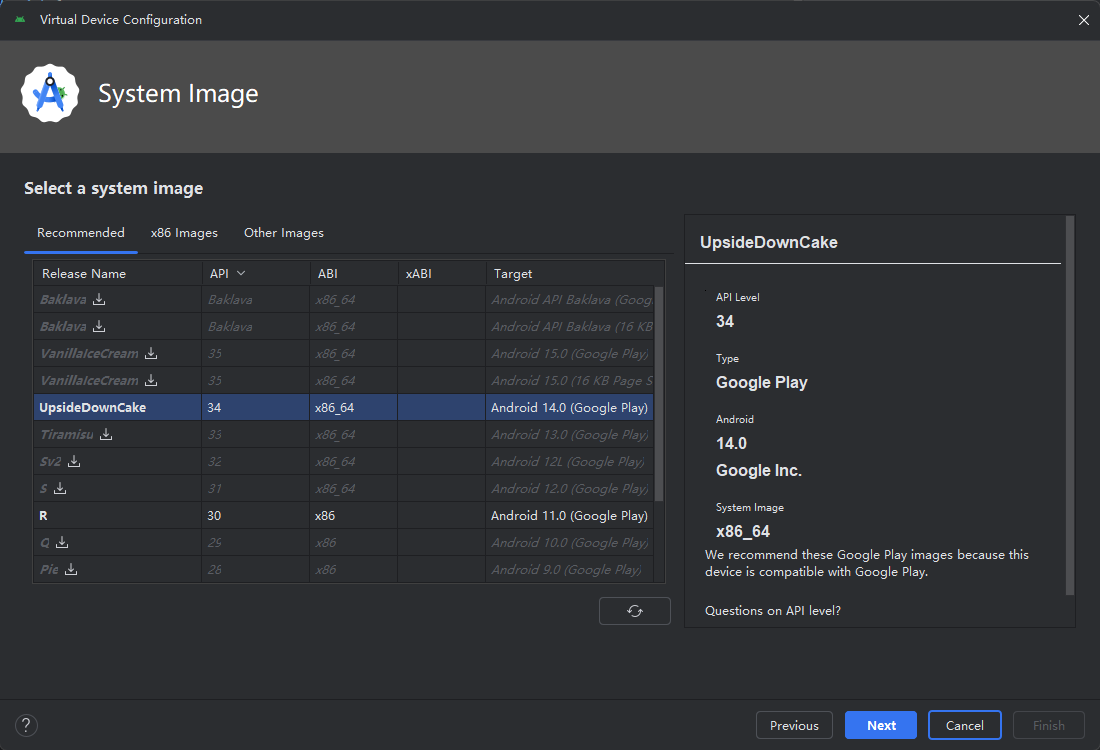 Virtual Device Configuration
System Image
Select a system image
Recommended x86 Images Other Images
Release Name API ABI xABI Target
Baklava Baklava x86_64 Android API Baklava (Goog
Baklava Baklava x86_64 Android API Baklava (16 KB
VanillaIceCream 35 x86_64 Android 15.0 (Google Play)
VanillaIceCream 35 x86_64 Android 15.0 (16 KB Page S
UpsideDownCake 34 x86_64 Android 14.0 (Google Play)
Tiramisu 33 x86_64 Android 13.0 (Google Play)
Sv2 32 x86_64 Android 12L (Google Play)
S 31 x86_64 Android 12.0 (Google Play)
R 30 x86 Android 11.0 (Google Play)
Q 29 x86 Android 10.0 (Google Play)
Pie 28 x86 Android 9.0 (Google Play)
UpsideDownCake
API Level
34
Type
Google Play
Android
14.0
Google Inc.
System Image
x86_64
We recommend these Google Play images because this
device is compatible with Google Play.
Questions on API level?
? Previous Next Cancel Finish